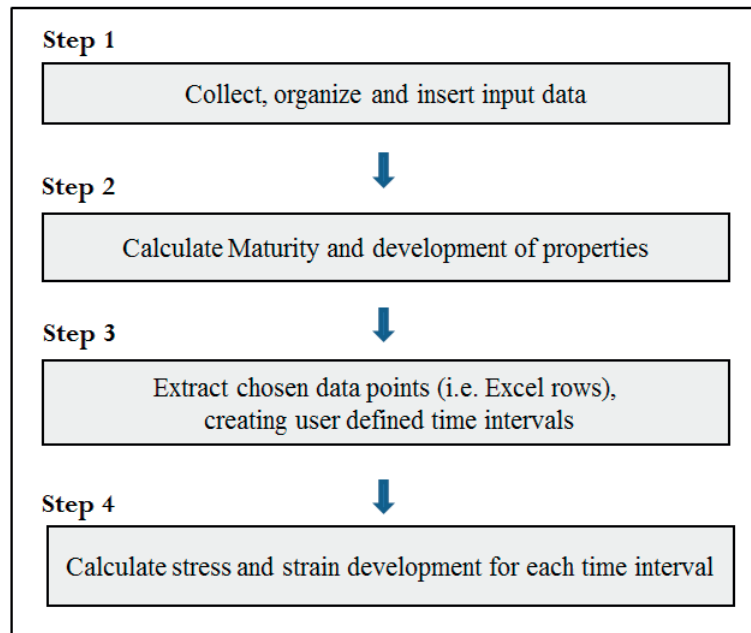 Step 1
Collect, organize and insert input data
Step 2
Calculate Maturity and development of properties
Step 3
Extract chosen data points (i.e. Excel rows),
creating user defined time intervals
Step 4
Calculate stress and strain development for each time interval